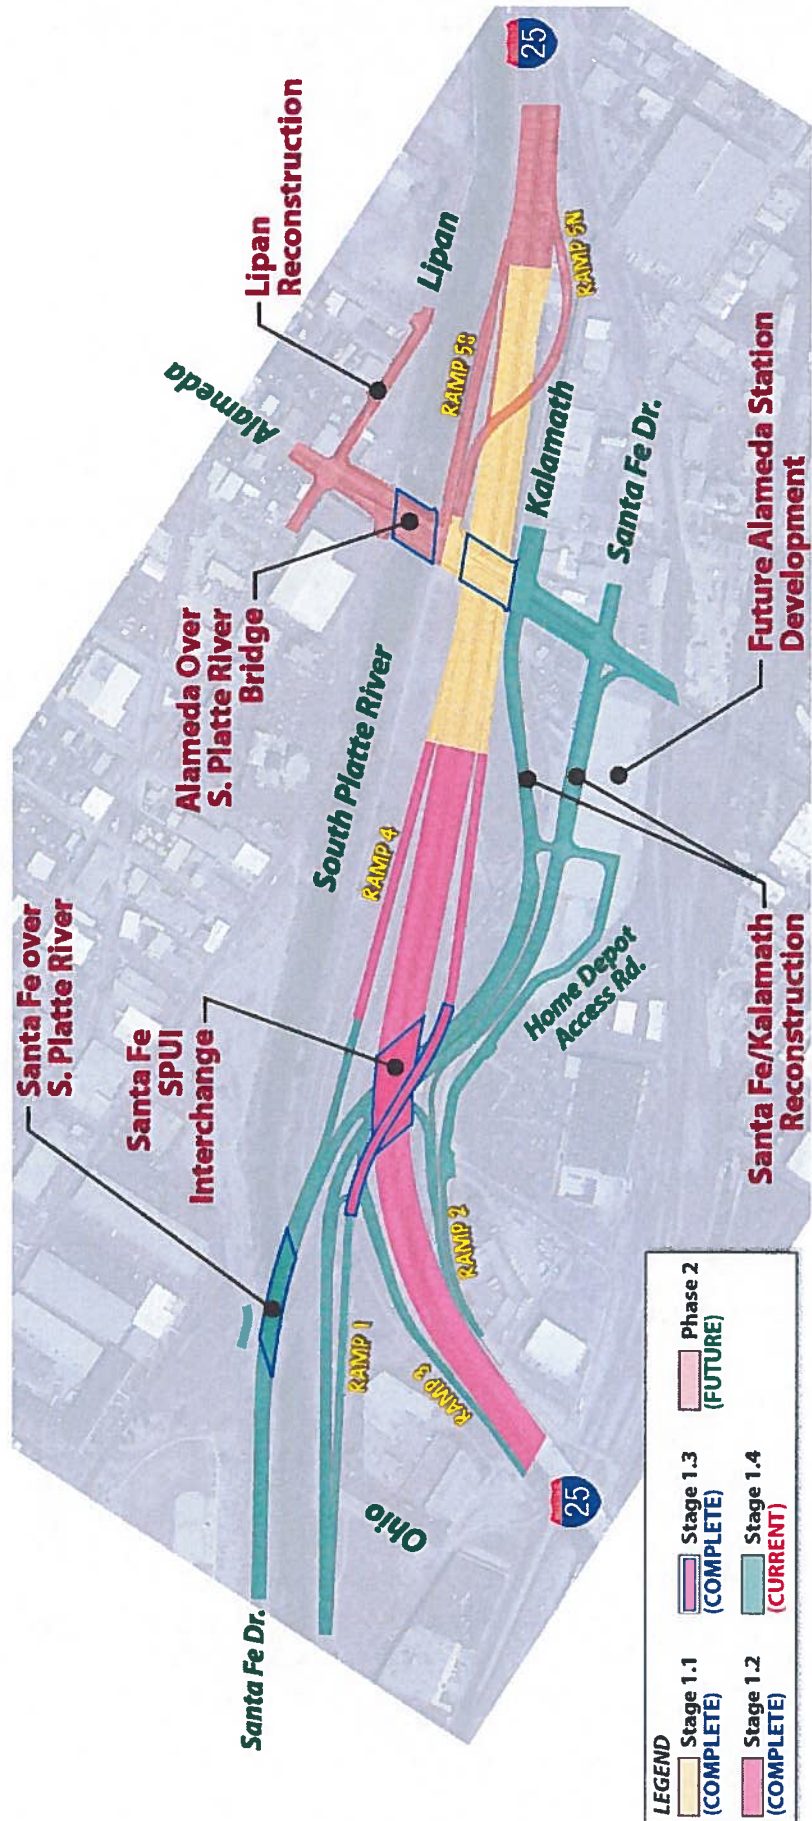 Santa Fe over
S. Platte River
Santa Fe
SPUI
Interchange
Alameda Over
S. Platte River
Bridge
Lipan
Reconstruction
Alameda
Lipan
South Platte River
RAMP 4
RAMP 5S
RAMP 5N
25
Kalamath
Santa Fe Dr.
Santa Fe Dr.
Ohio
RAMP 1
RAMP 3
RAMP 2
25
Home Depot
Access Rd.
Santa Fe/Kalamath
Reconstruction
Future Alameda Station
Development
LEGEND
Stage 1.1
(COMPLETE)
Stage 1.3
(COMPLETE)
Phase 2
(FUTURE)
Stage 1.2
(COMPLETE)
Stage 1.4
(CURRENT)